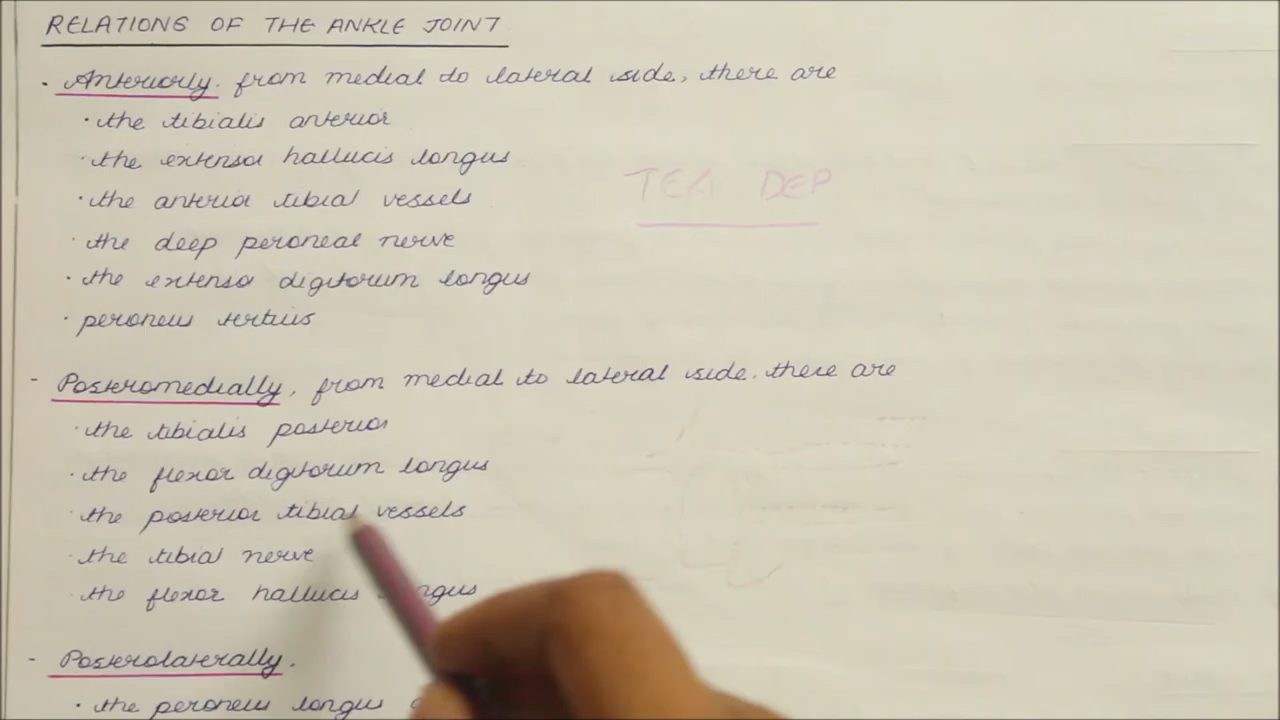 RELATIONS OF THE ANKLE JOINT
· Anteriorly. from medial to lateral side, there are
· the tibialis anterior
· the extensor hallucis longus
TEA DEP
· the anterior tibial vessels
· the deep peroneal nerve
· the extensor digitorum longus
· peroneus tertius
- Posteromedially, from medial to lateral side. there are
· the tibialis posterior
· the flexor digitorum longus
· the posterior tibial vessels
· the tibial nerve
· the flexor hallucis
- Posterolaterally.
· the peroneus longus